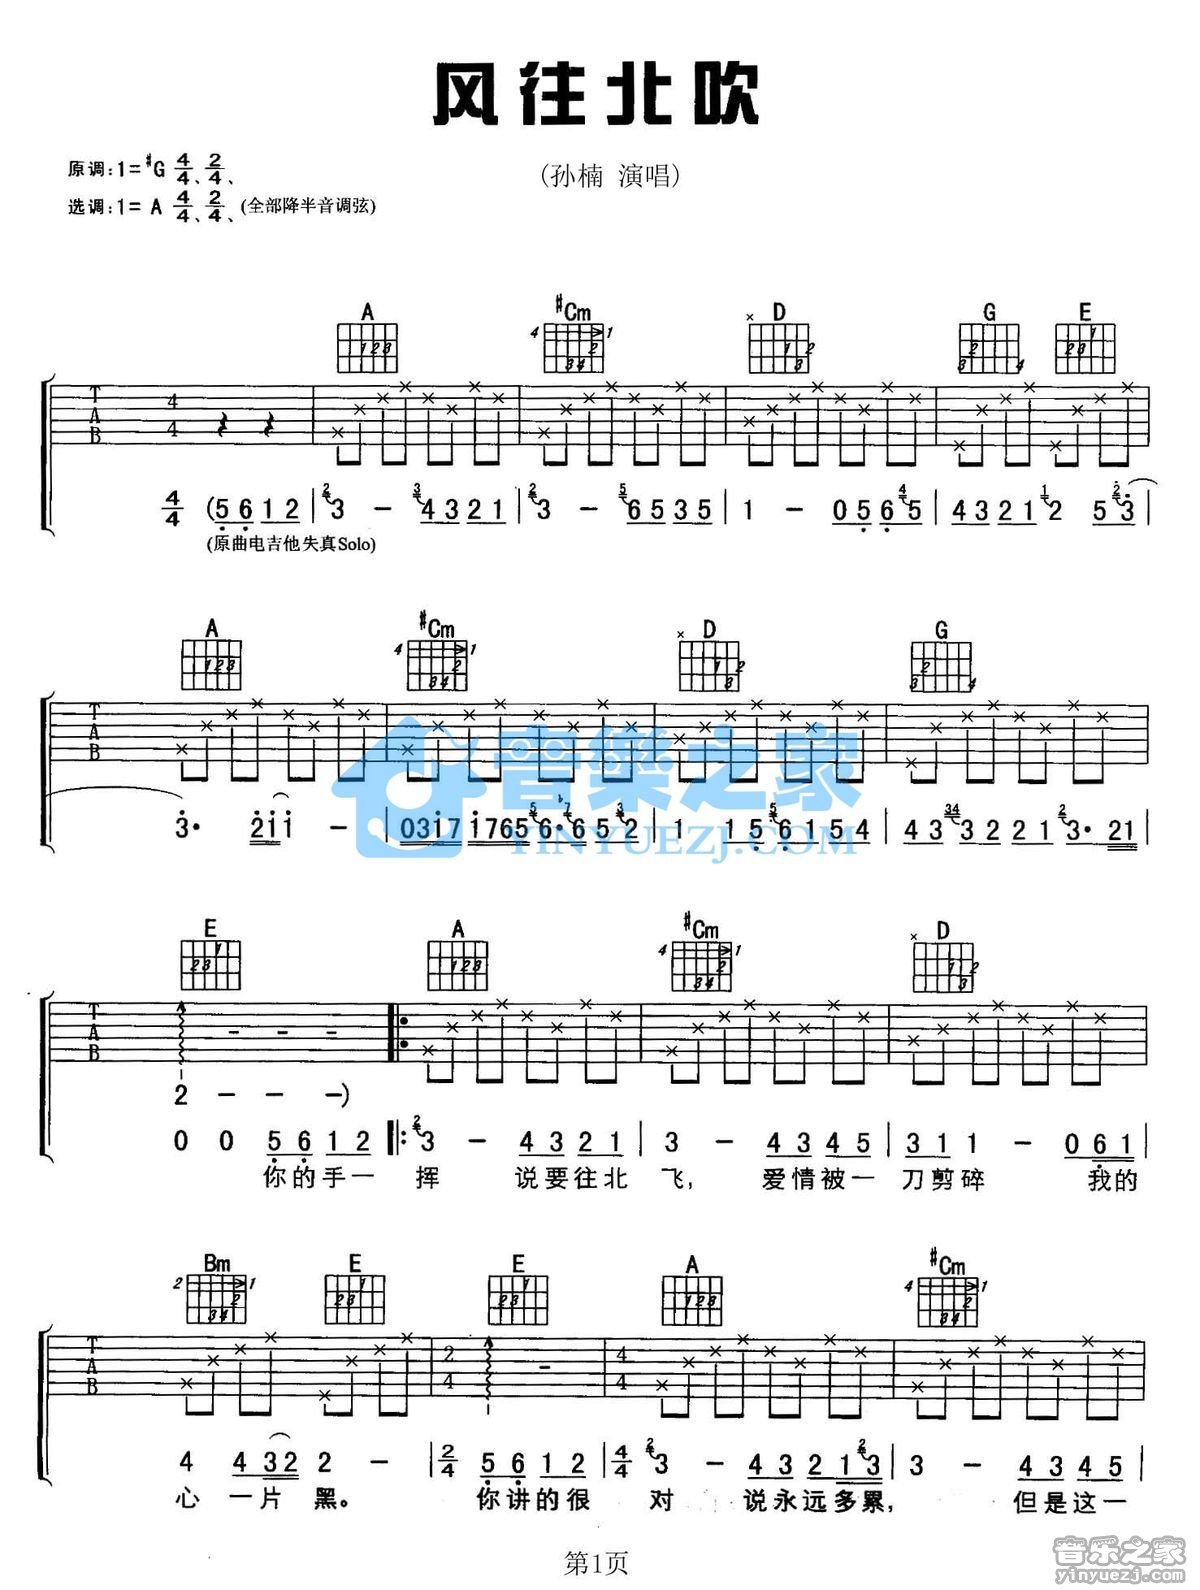 风往北吹
原调:1=#G 4/4、2/4、
(孙楠 演唱)
选调:1= A 4/4、2/4、(全部降半音调弦)
A #Cm D G E
T A B 4/4
4/4 (5 6 1 2 | 3 - 4 3 2 1 | 3 - 6 5 3 5 | 1 - 0 5 6 5 | 4 3 2 1 2 5 3 |
(原曲电吉他失真Solo)
A #Cm D G
T A B
3· 2 1 1 - | 0 3 1 7 1 7 6 5 6· 6 5 2 | 1 1 5 6 1 5 4 | 4 3 3 2 2 1 3· 2 1 |
音樂之家
YINYUEZJ.COM
E A #Cm D
T A B
2 - - -)
0 0 5 6 1 2 |: 3 - 4 3 2 1 | 3 - 4 3 4 5 | 3 1 1 - 0 6 1 |
你的手一 挥 说要往北 飞, 爱情被一 刀剪碎 我的
Bm E E A #Cm
T A B 2/4 4/4
4 4 3 2 2 - | 2/4 5 6 1 2 | 4/4 3 - 4 3 2 1 3 | 3 - 4 3 4 5 |
心 一片 黑。 你讲的很 对 说永远多累, 但是这一
第1页
音乐之家
yinyuezj.com